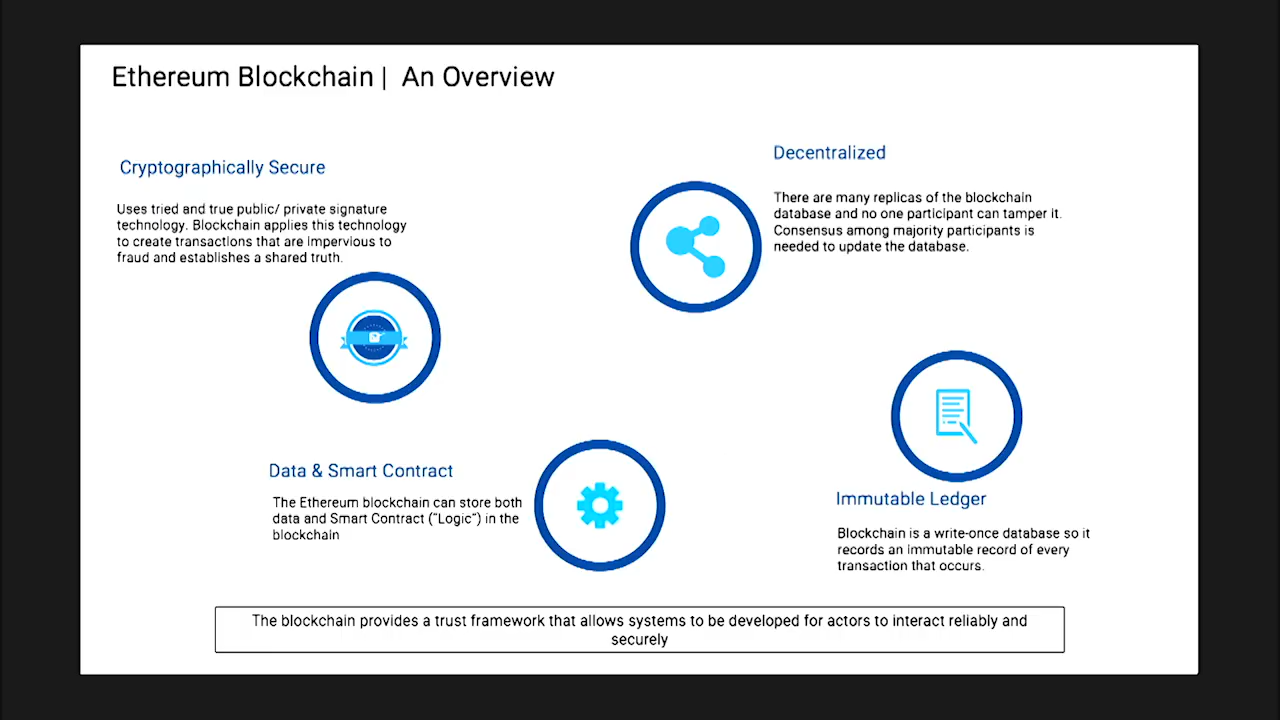 Ethereum Blockchain | An Overview
Cryptographically Secure
Uses tried and true public/ private signature
technology. Blockchain applies this technology
to create transactions that are impervious to
fraud and establishes a shared truth.
Decentralized
There are many replicas of the blockchain
database and no one participant can tamper it.
Consensus among majority participants is
needed to update the database.
Data & Smart Contract
The Ethereum blockchain can store both
data and Smart Contract ("Logic") in the
blockchain
Immutable Ledger
Blockchain is a write-once database so it
records an immutable record of every
transaction that occurs.
The blockchain provides a trust framework that allows systems to be developed for actors to interact reliably and
securely